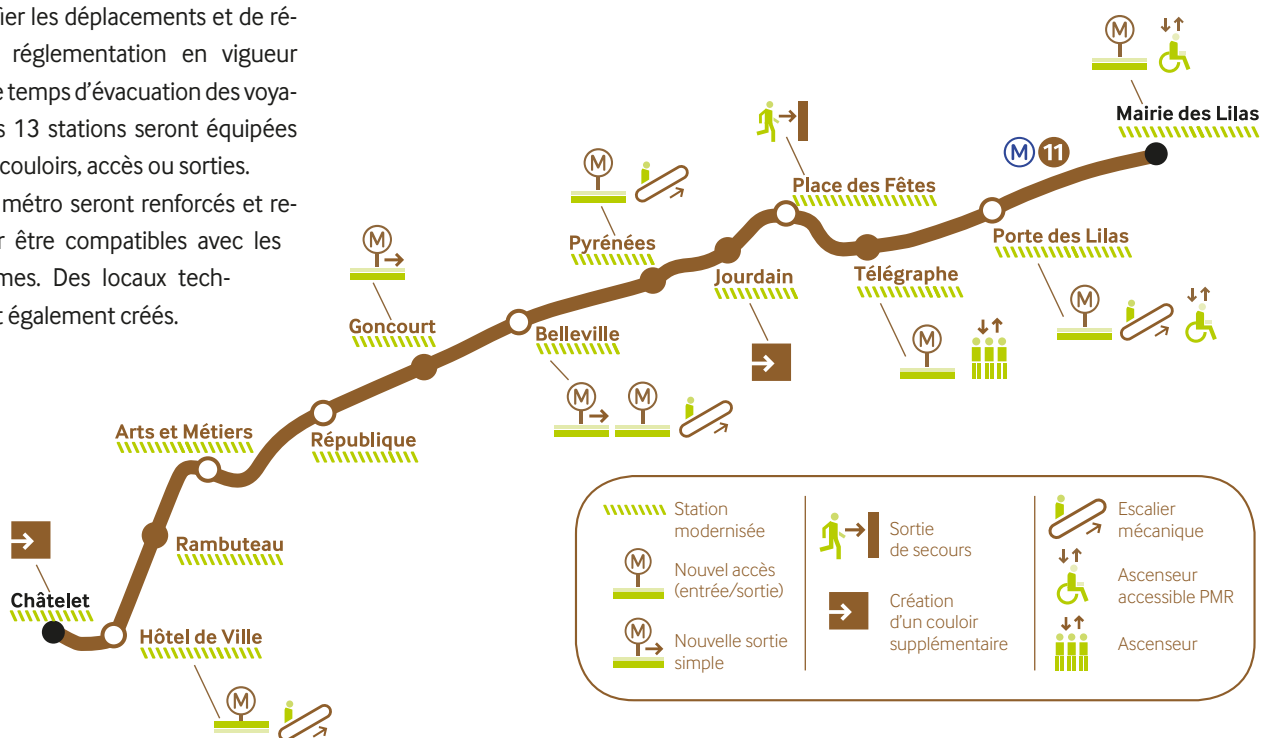 fier les déplacements et de ré-
réglementation en vigueur
e temps d'évacuation des voya-
s 13 stations seront équipées
couloirs, accès ou sorties.
métro seront renforcés et re-
r être compatibles avec les
mes. Des locaux tech-
t également créés.
M
Mairie des Lilas
M 11
Place des Fêtes
M
Pyrénées
Porte des Lilas
M
Jourdain
Télégraphe
M
M
Goncourt
Belleville
M
M
Arts et Métiers
République
Rambuteau
Châtelet
Hôtel de Ville
M
Station
modernisée
M
Nouvel accès
(entrée/sortie)
M
Nouvelle sortie
simple
Sortie
de secours
Création
d'un couloir
supplémentaire
Escalier
mécanique
Ascenseur
accessible PMR
Ascenseur